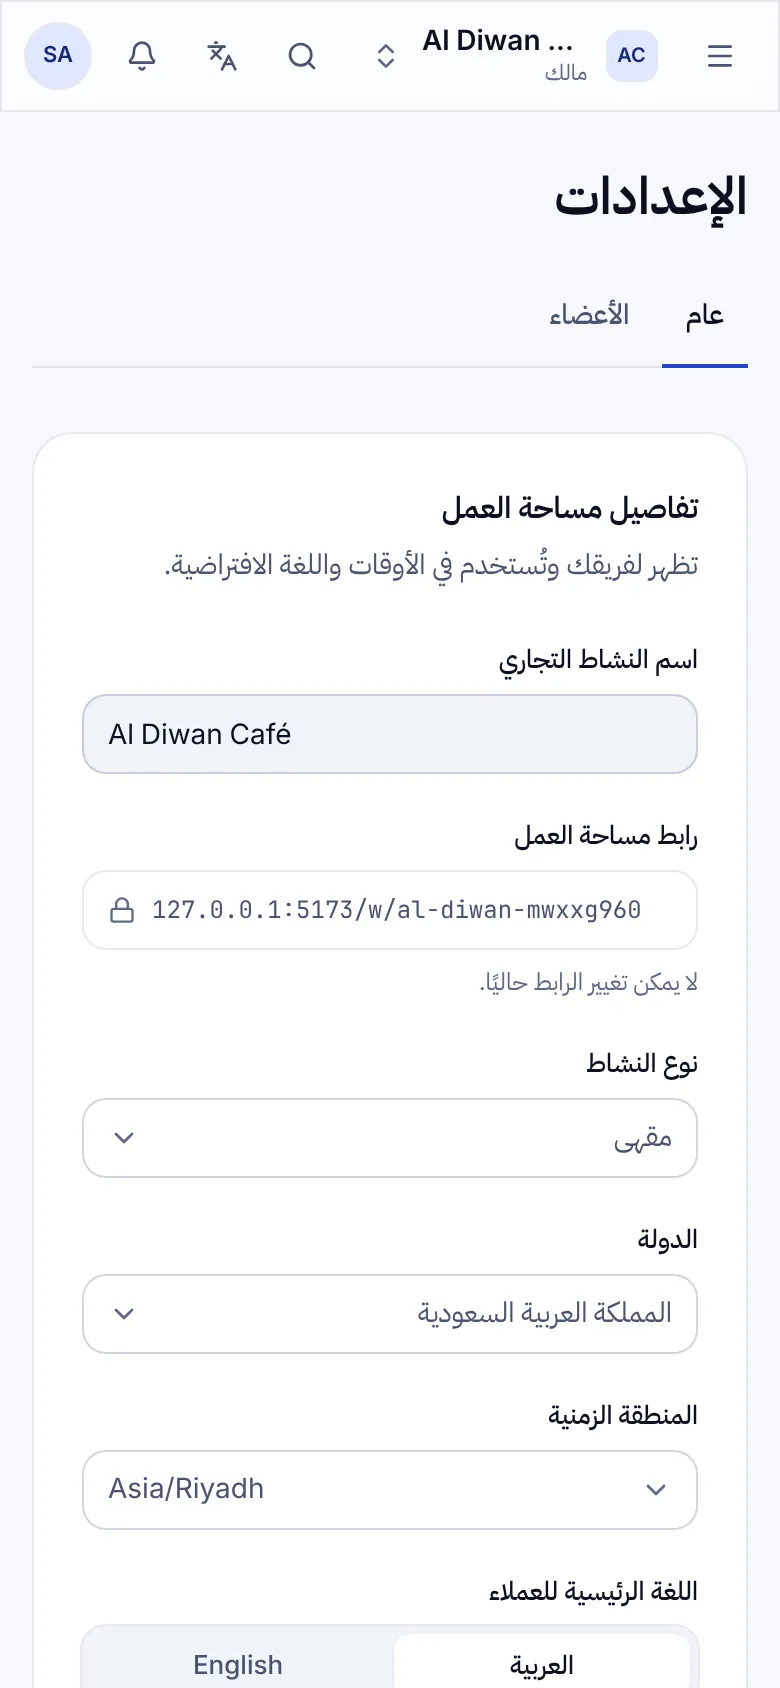 AC
Al Diwan ...
مالك
SA
الإعدادات
عام
الأعضاء
تفاصيل مساحة العمل
تظهر لفريقك وتُستخدم في الأوقات واللغة الافتراضية.
اسم النشاط التجاري
Al Diwan Café
رابط مساحة العمل
127.0.0.1:5173/w/al-diwan-mwxxg960
لا يمكن تغيير الرابط حاليًا.
نوع النشاط
مقهى
الدولة
المملكة العربية السعودية
المنطقة الزمنية
Asia/Riyadh
اللغة الرئيسية للعملاء
العربية
English